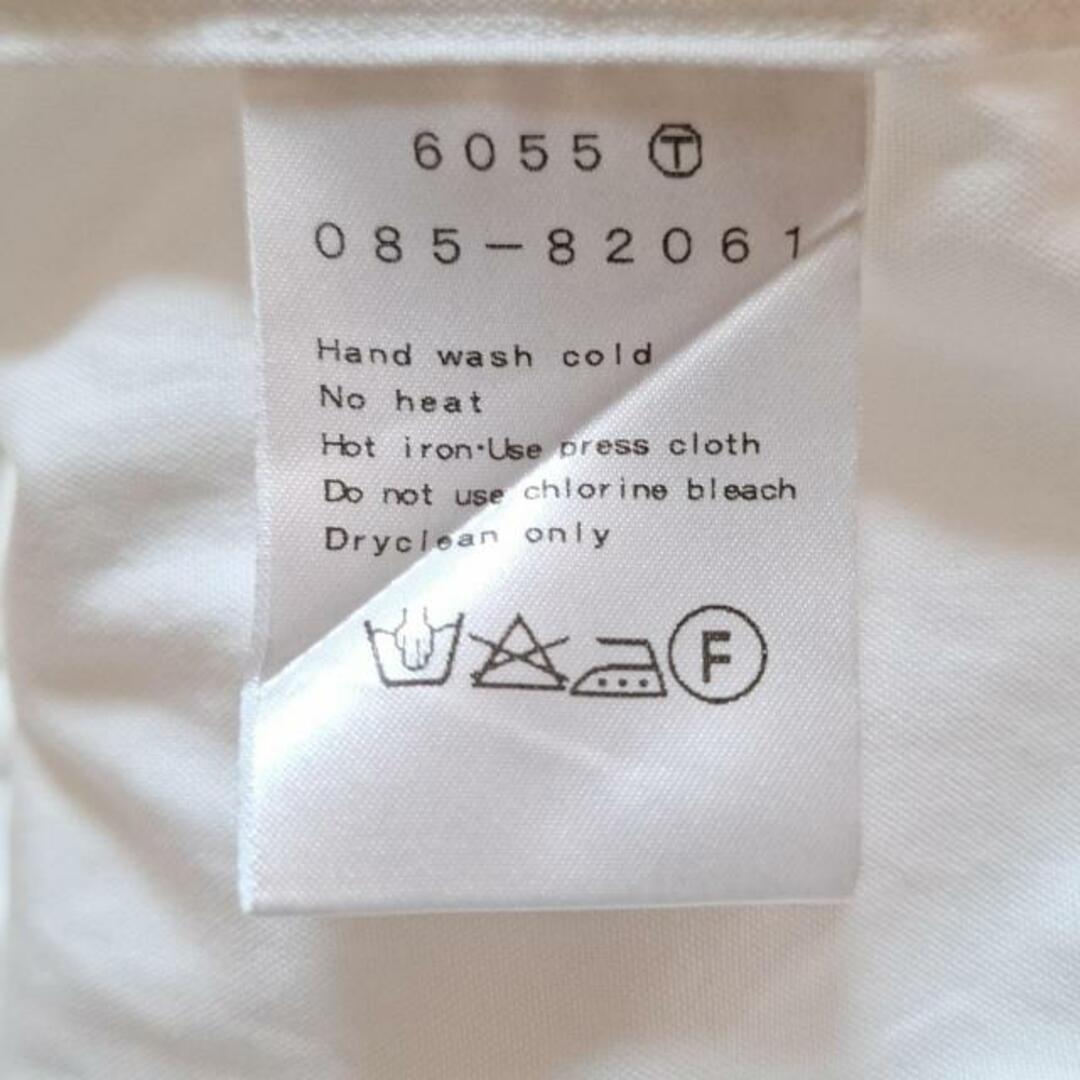 6055 Ⓣ
085-82061
Hand wash cold
No heat
Hot iron·Use press cloth
Do not use chlorine bleach
Dryclean only
F